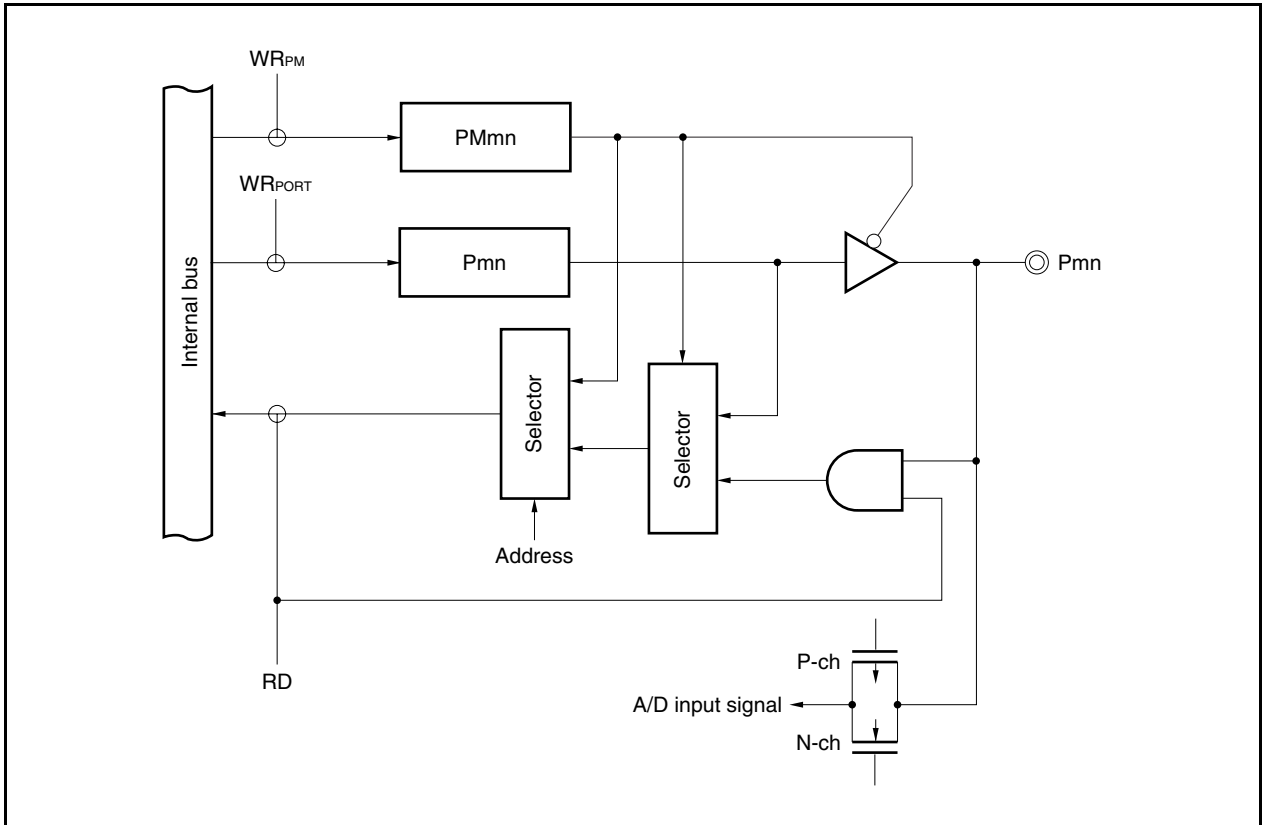 WRPM
PMmn
WRPORT
Pmn
Pmn
Internal bus
Selector
Selector
Address
RD
P-ch
A/D input signal
N-ch